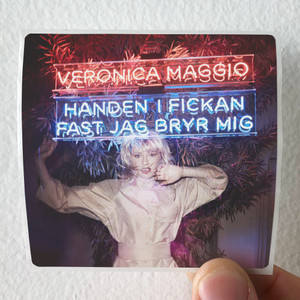 VERONICA MAGGIO
HANDEN I FICKAN
FAST JAG BRYR MIG